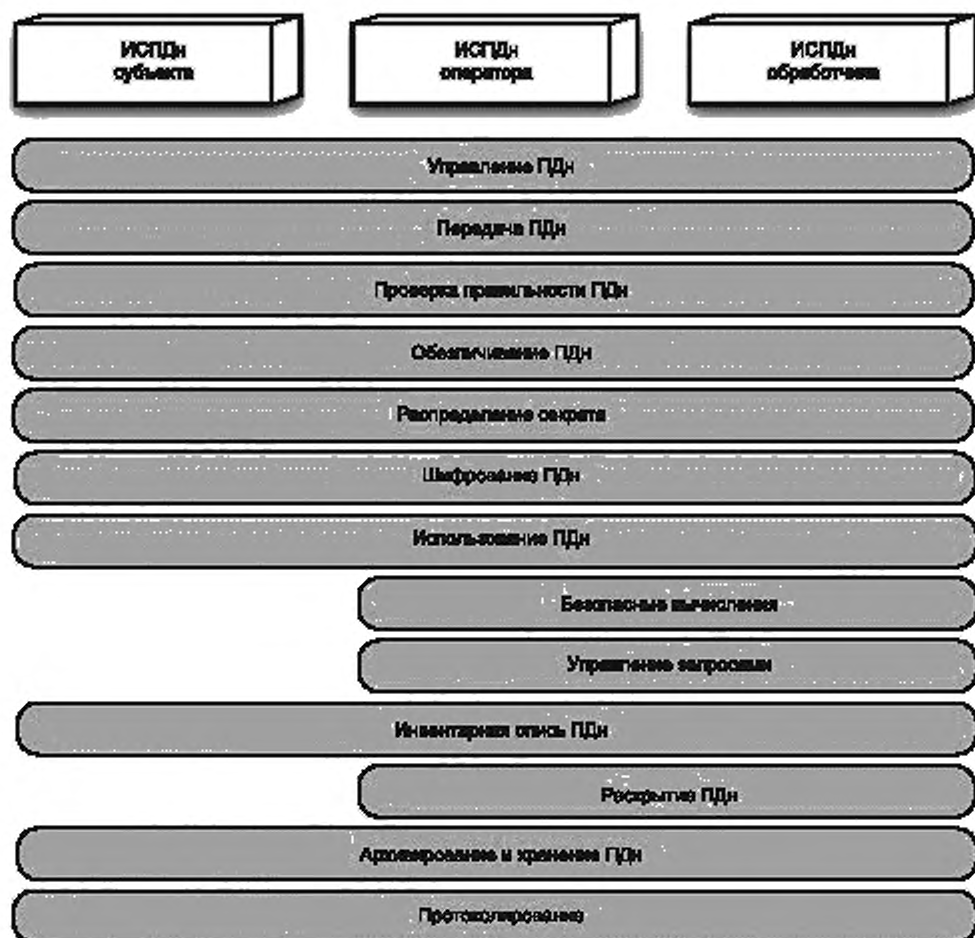 ИСПДн
субъекта
ИСПДн
оператора
ИСПДн
обработчика
Управление ПДн
Передача ПДн
Проверка правильности ПДн
Обезличивание ПДн
Распределение секрета
Шифрование ПДн
Использование ПДн
Безопасные вычисления
Управление запросами
Инвентарная опись ПДн
Раскрытие ПДн
Архивирование и хранение ПДн
Протоколирование